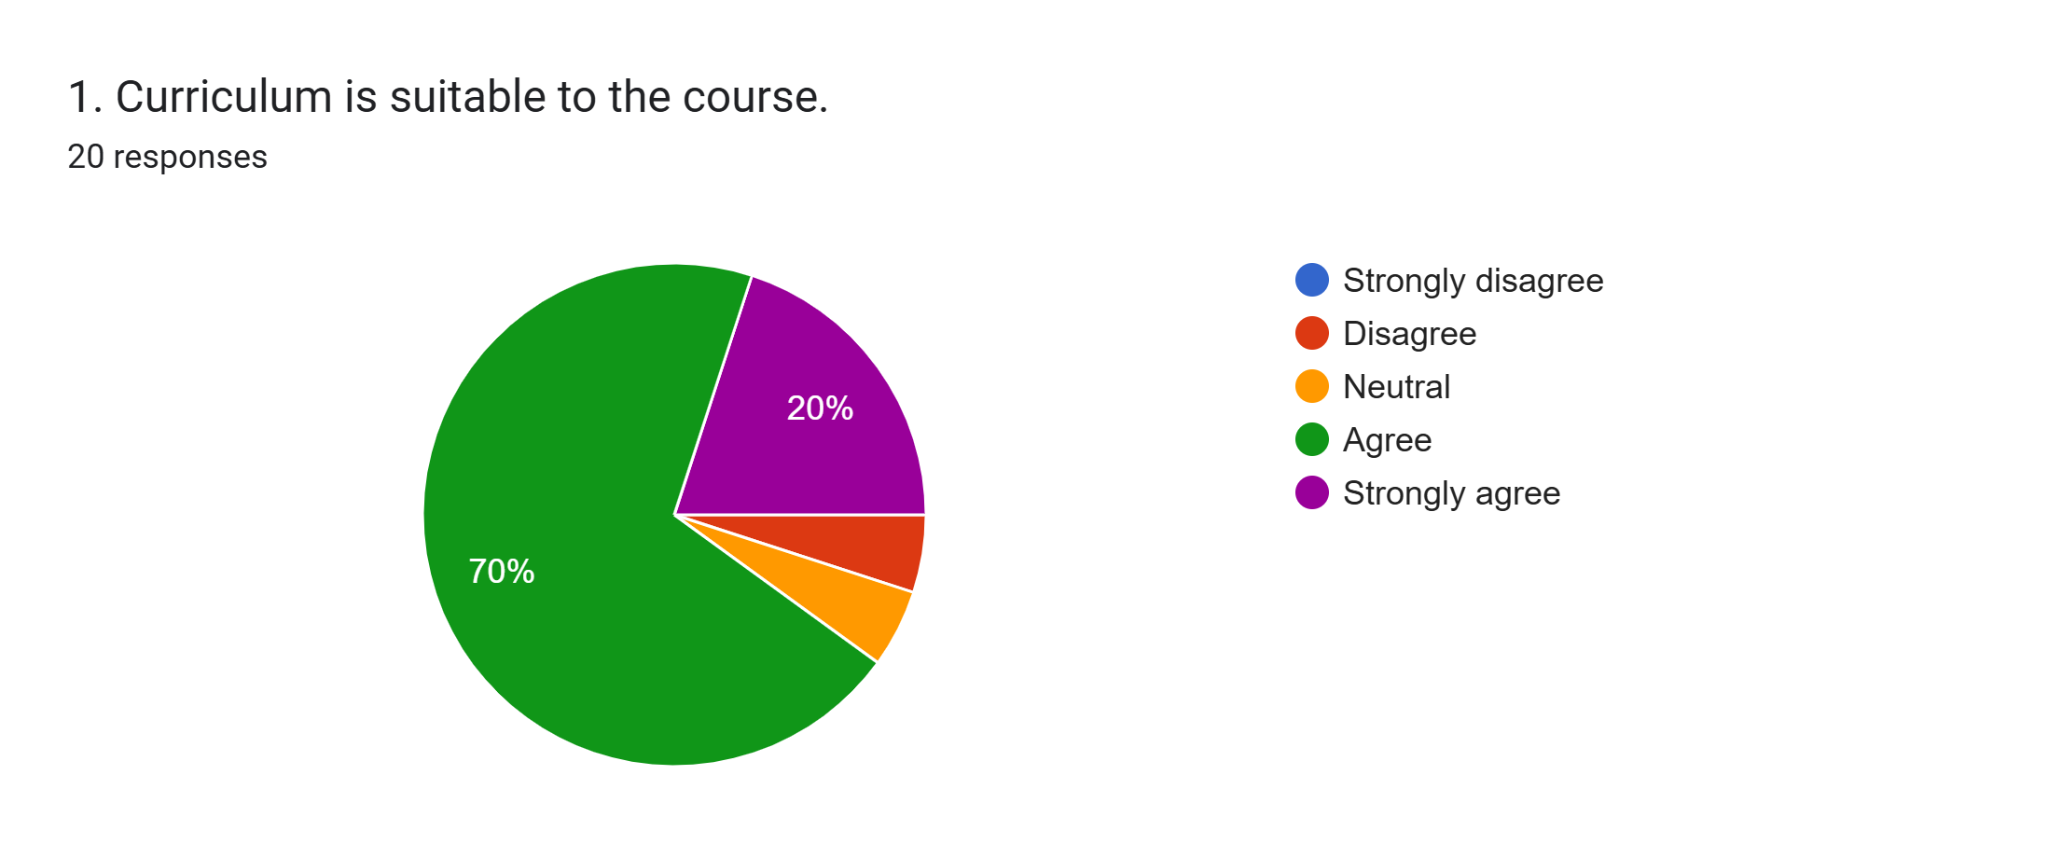 1. Curriculum is suitable to the course.
20 responses
20%
70%
Strongly disagree
Disagree
Neutral
Agree
Strongly agree